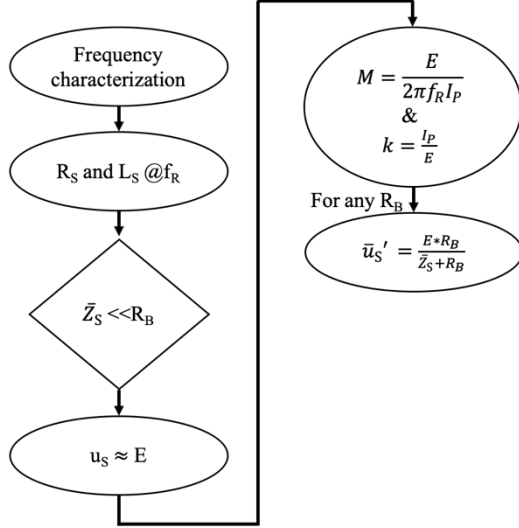 Frequency
characterization
R_S and L_S @f_R
Z̄_S <<R_B
u_S ≈ E
M = E / 2πf_R I_P
&
k = I_P / E
For any R_B
ū_S′ = E*R_B / Z̄_S+R_B